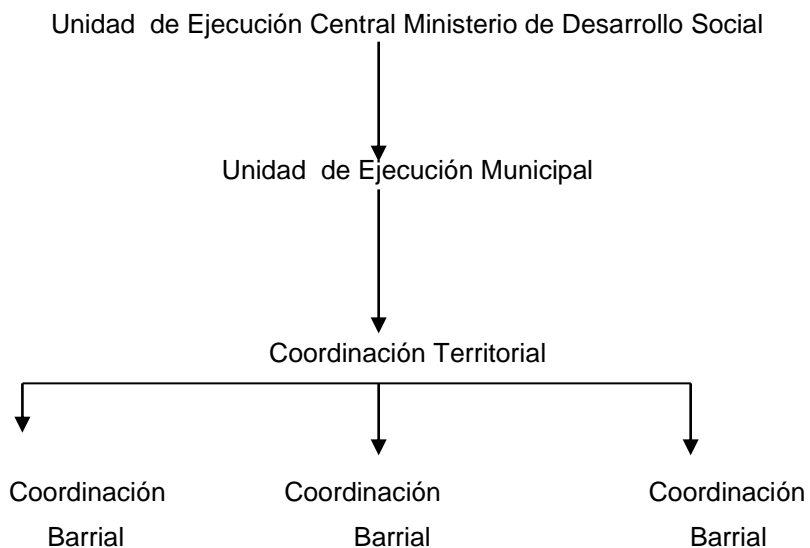 Unidad de Ejecución Central Ministerio de Desarrollo Social
Unidad de Ejecución Municipal
Coordinación Territorial
Coordinación Coordinación Coordinación
Barrial Barrial Barrial